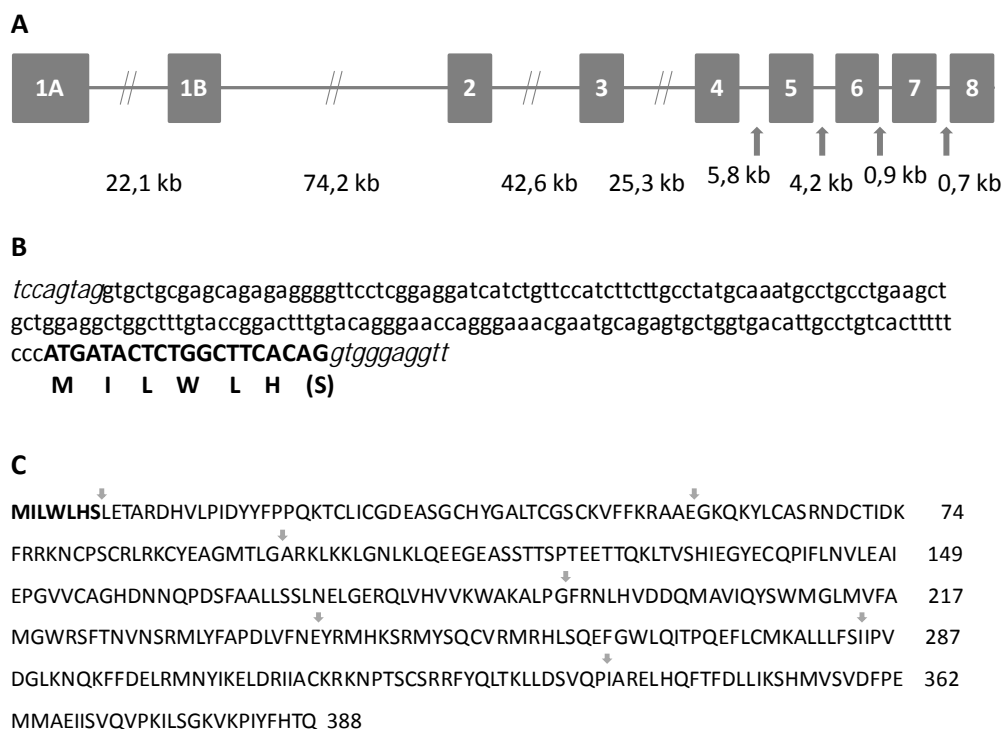 A
1A 1B 2 3 4 5 6 7 8
22,1 kb 74,2 kb 42,6 kb 25,3 kb 5,8 kb 4,2 kb 0,9 kb 0,7 kb
B
tccagtaggtgctgcgagcagagaggggttcctcggaggatcatctgttccatcttcttgcctatgcaaatgcctgcctgaagct
gctggaggctggctttgtaccggactttgtacagggaaccagggaaacgaatgcagagtgctggtgacattgcctgtcactttttt
cccATGATACTCTGGCTTCACAGgtgggaggtt
M I L W L H (S)
C
MILWLHSLETARDHVLPIDYYFPPQKTCLICGDEASGCHYGALTCGSCKVFFKRAAEGKQKYLCASRNDCTIDK 74
FRRKNCPSCRLRKCYEAGMTLGARKLKKLGNLKLQEEGEASSTTSPTEETTQKLTVSHIEGYECQPIFLNVLEAI 149
EPGVVCAGHDNNQPDSFAALLSSLNELGERQLVHVVKWAKALPGFRNLHVDDQMAVIQYSWMGLMVFA 217
MGWRSFTNVNSRMLYFAPDLVFNEYRMHKSRMYSQCVRMRHLSQEFGWLQITPQEFLCMKALLLFSIIPV 287
DGLKNQKFFDELRMNYIKELDRIIACKRKNPTSCSRRFYQLTKLLDSVQPIARELHQFTFDLLIKSHMVSVDFPE 362
MMAEIISVQVPKILSGKVKPIYFHTQ 388